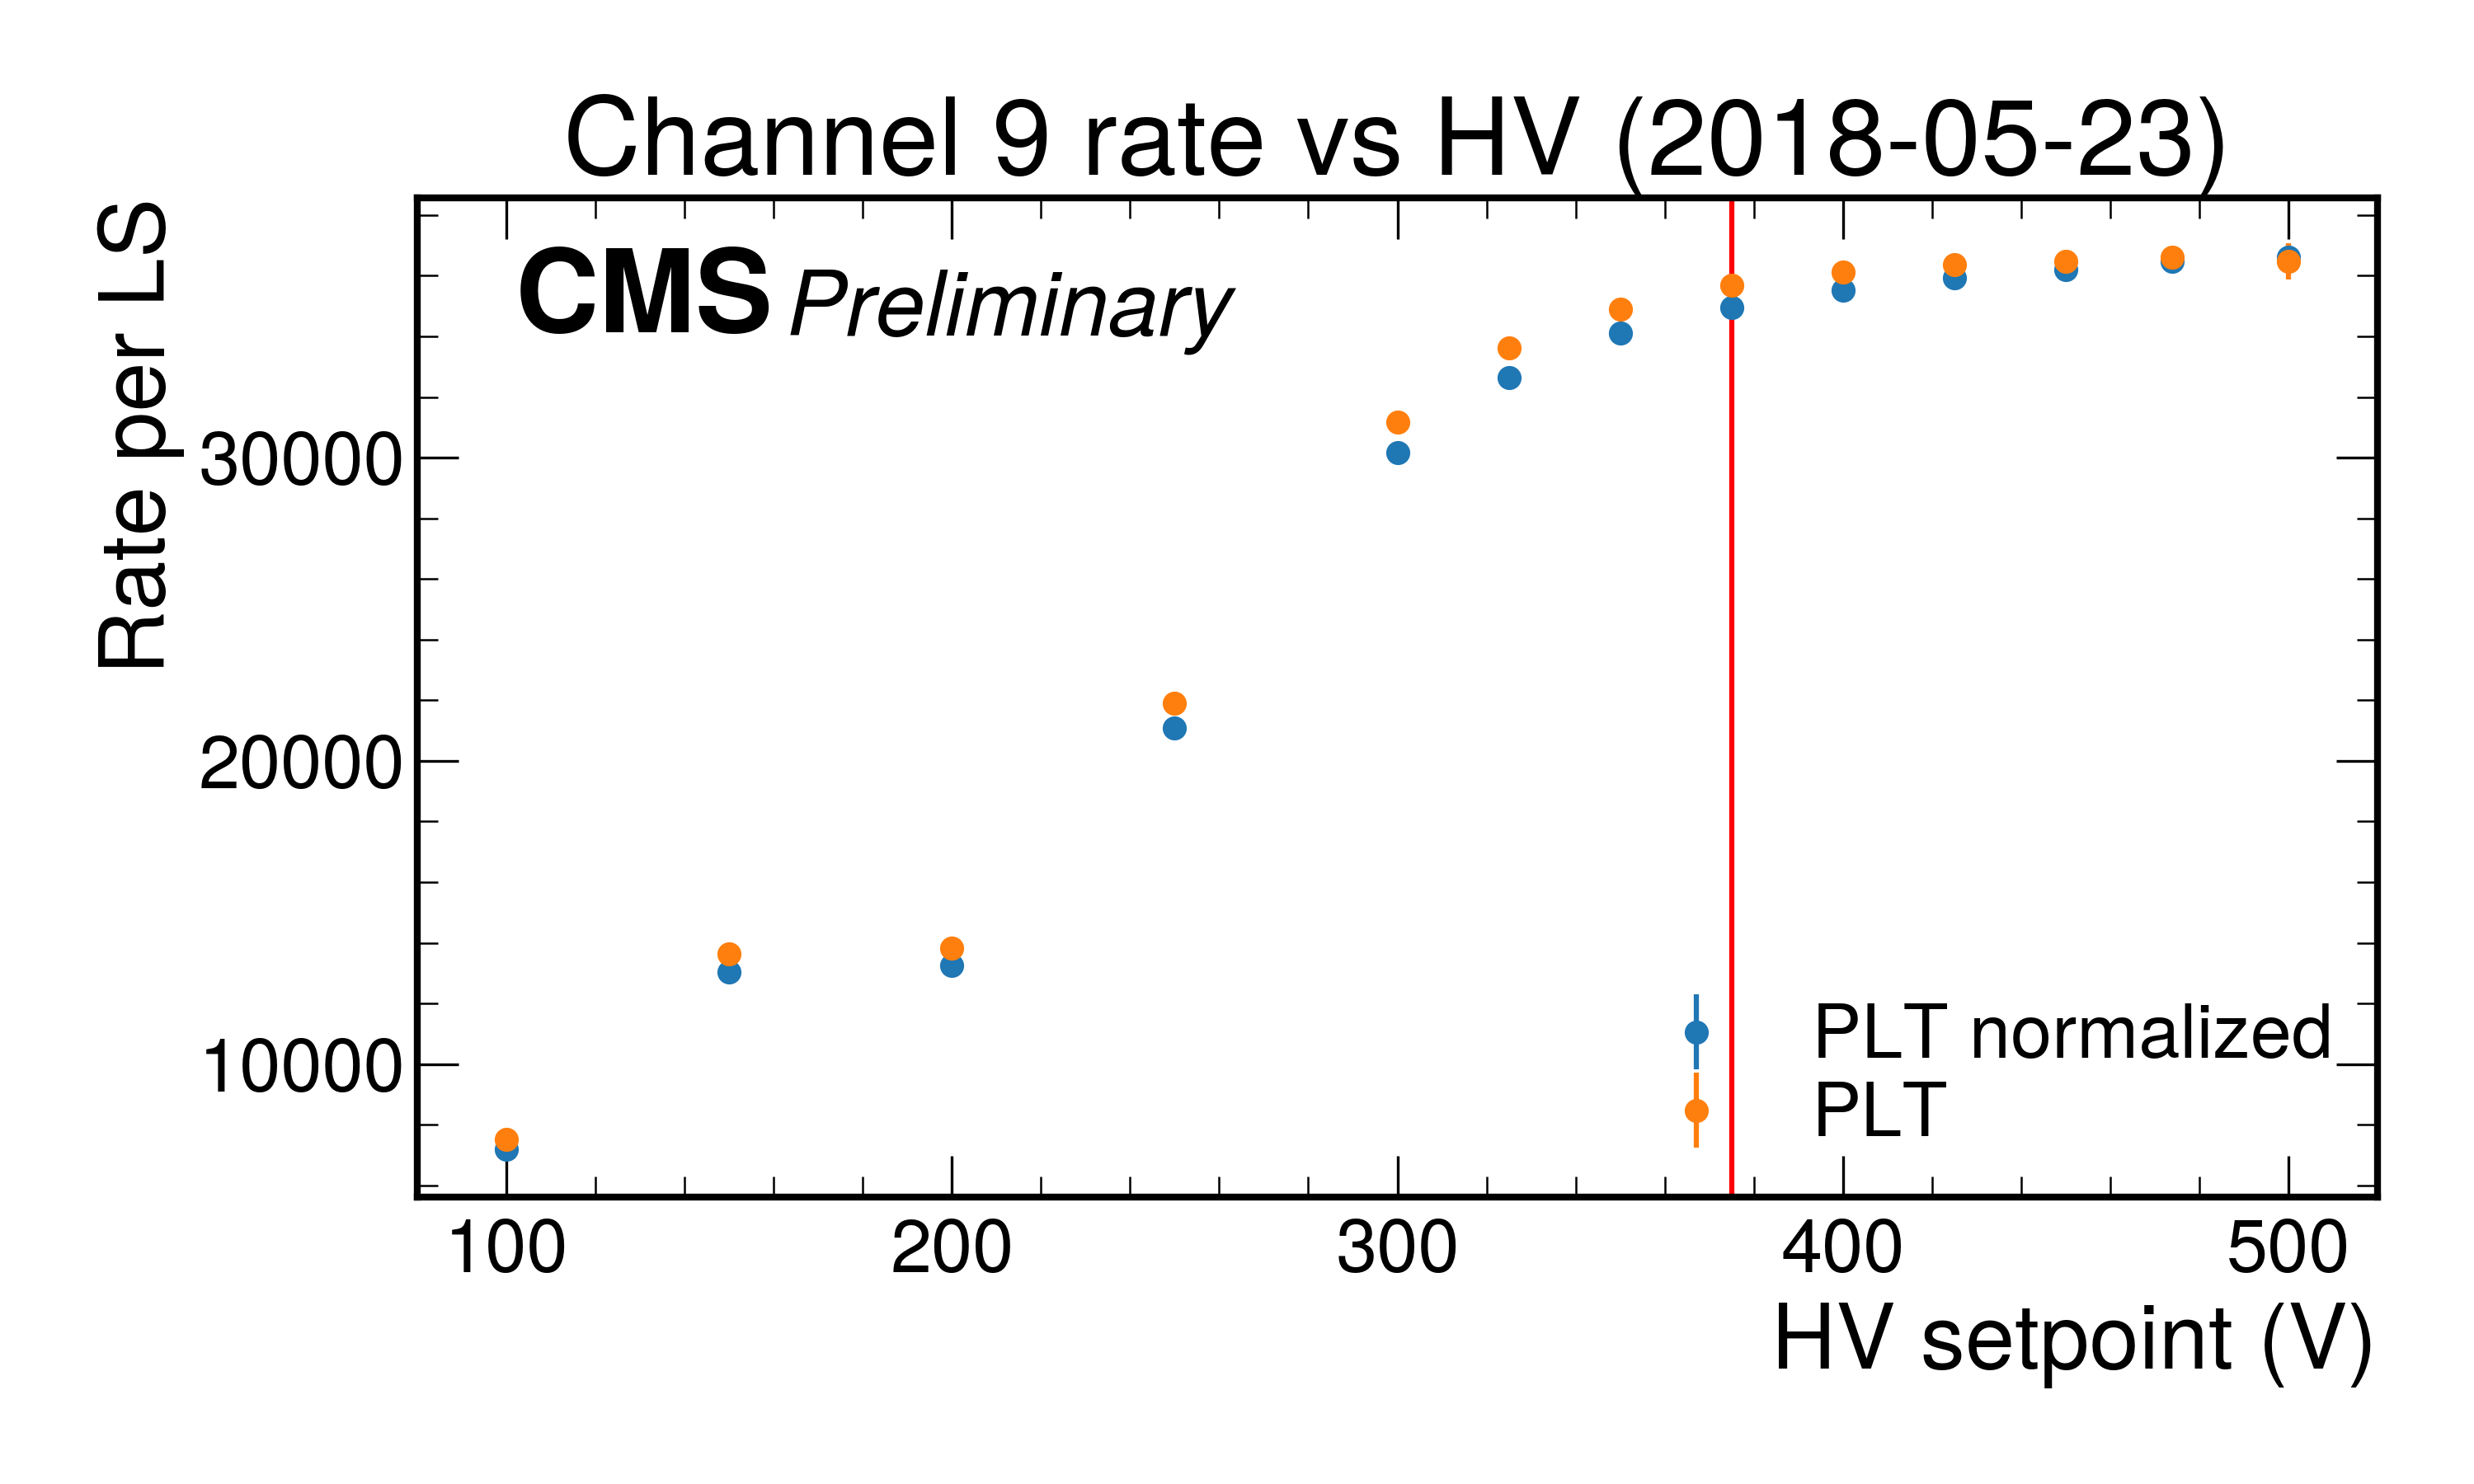 Channel 9 rate vs HV (2018-05-23)
CMS Preliminary
Rate per LS
30000
20000
10000
PLT normalized
PLT
100 200 300 400 500
HV setpoint (V)